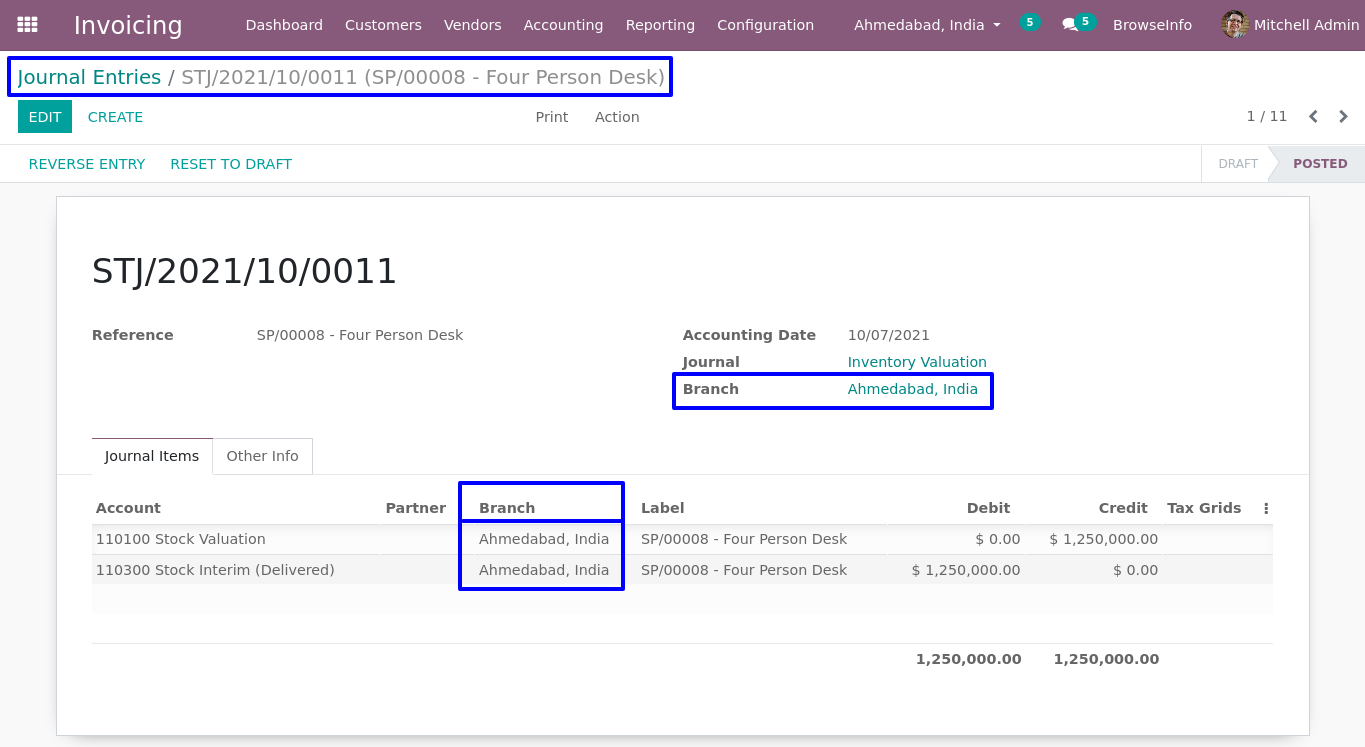 Invoicing Dashboard Customers Vendors Accounting Reporting Configuration Ahmedabad, India 5 5 BrowseInfo Mitchell Admin
Journal Entries / STJ/2021/10/0011 (SP/00008 - Four Person Desk)
EDIT CREATE Print Action 1 / 11
REVERSE ENTRY RESET TO DRAFT DRAFT POSTED
STJ/2021/10/0011
Reference SP/00008 - Four Person Desk Accounting Date 10/07/2021
Journal Inventory Valuation
Branch Ahmedabad, India
Journal Items Other Info
Account Partner Branch Label Debit Credit Tax Grids
110100 Stock Valuation Ahmedabad, India SP/00008 - Four Person Desk $ 0.00 $ 1,250,000.00
110300 Stock Interim (Delivered) Ahmedabad, India SP/00008 - Four Person Desk $ 1,250,000.00 $ 0.00
1,250,000.00 1,250,000.00